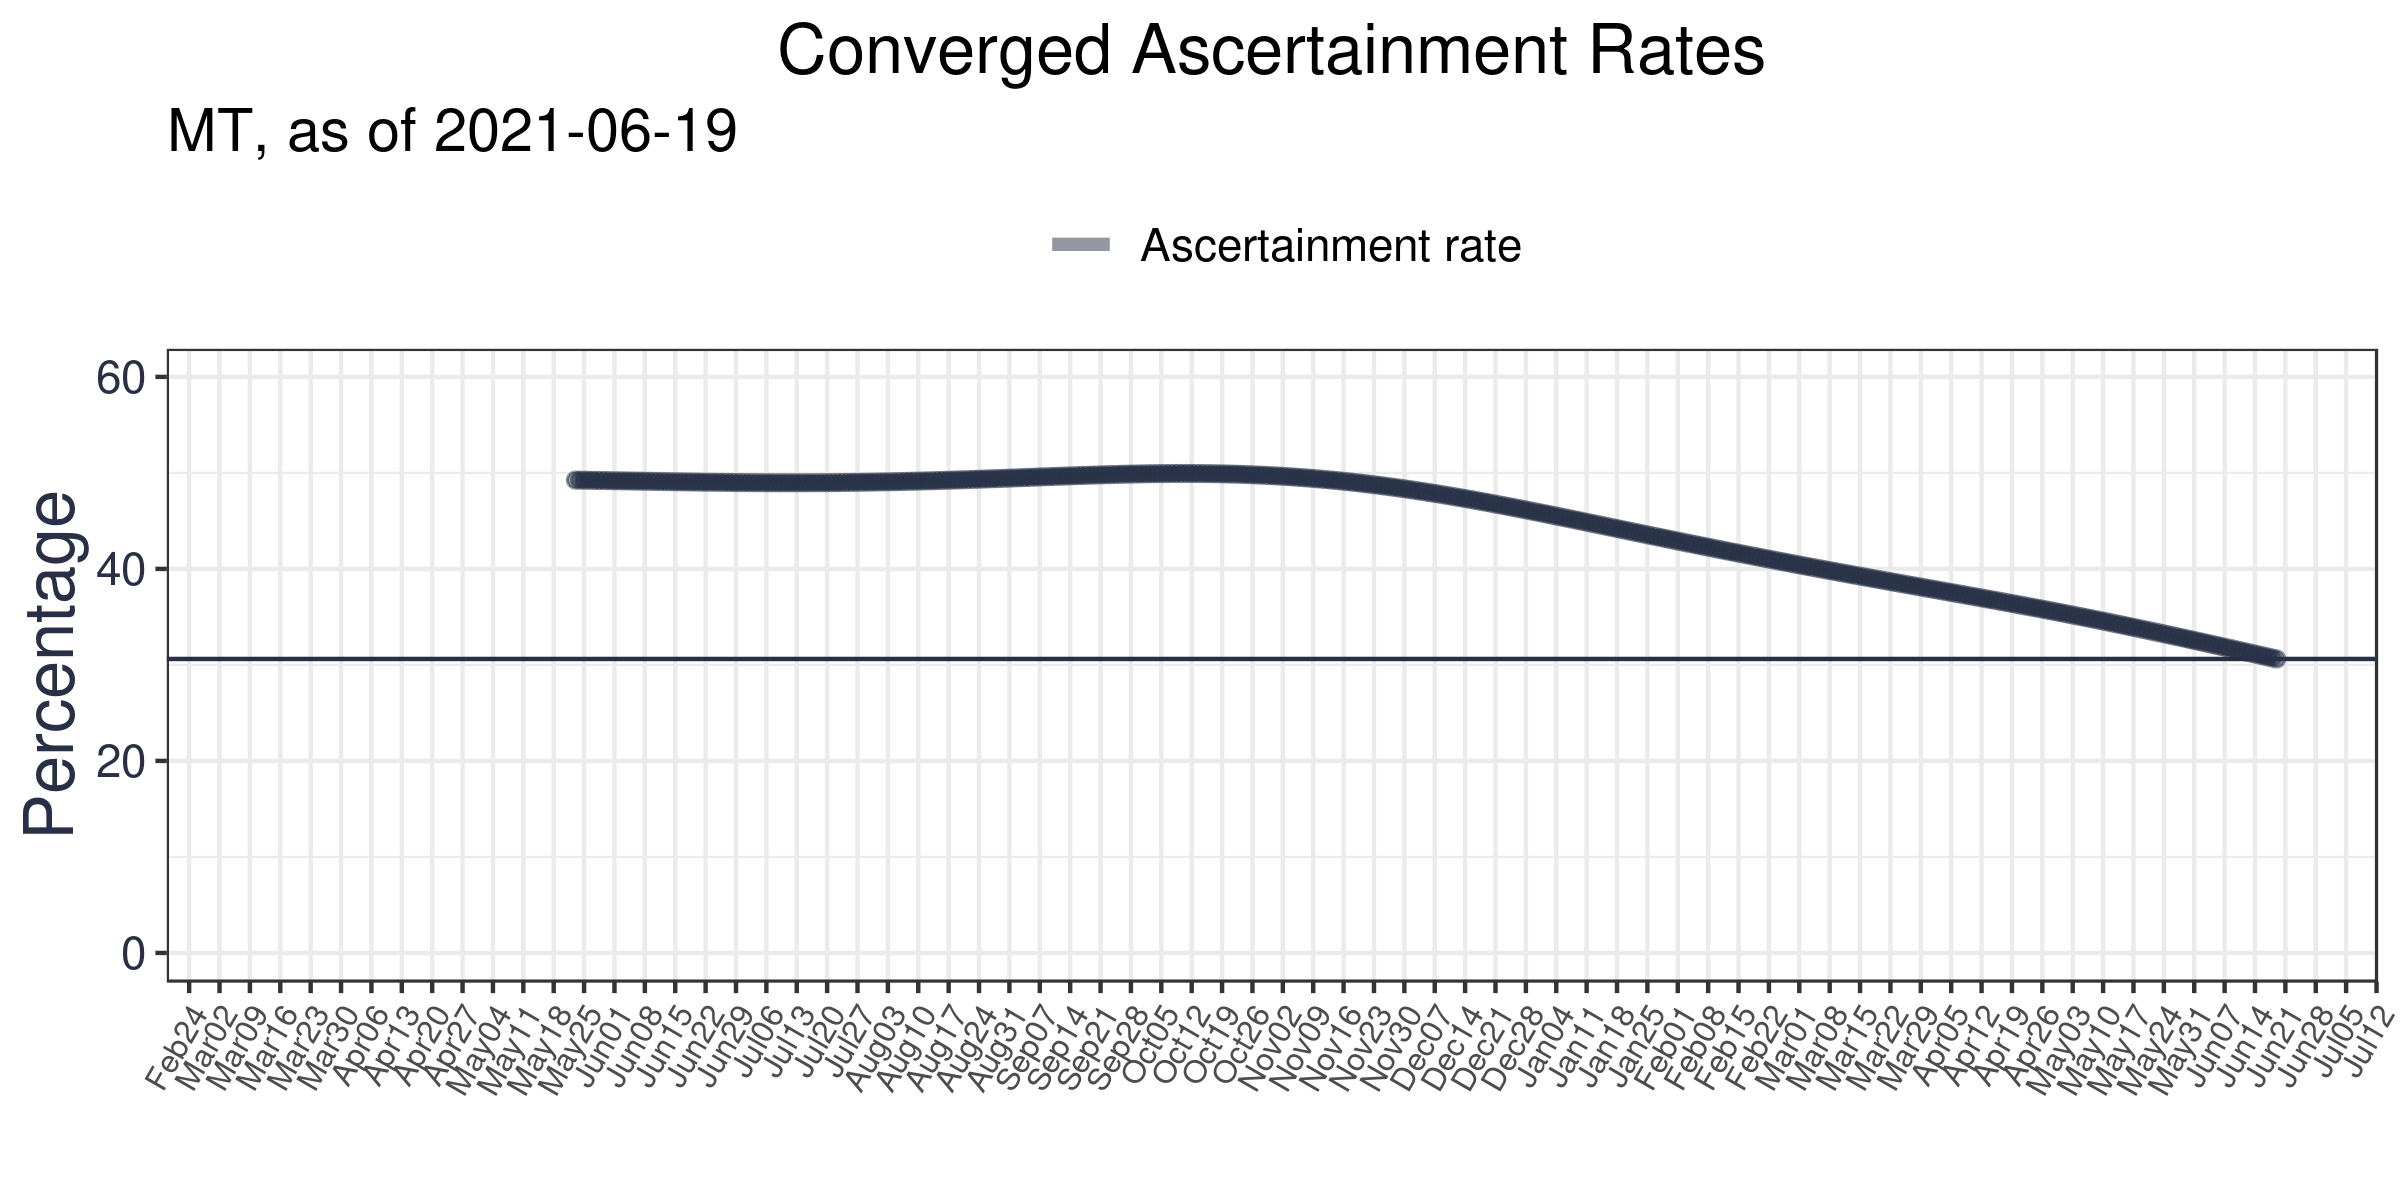 Converged Ascertainment Rates
MT, as of 2021-06-19
Ascertainment rate
Percentage
60
40
20
0
Feb24
Mar02
Mar09
Mar16
Mar23
Mar30
Apr06
Apr13
Apr20
Apr27
May04
May11
May18
May25
Jun01
Jun08
Jun15
Jun22
Jun29
Jul06
Jul13
Jul20
Jul27
Aug03
Aug10
Aug17
Aug24
Aug31
Sep07
Sep14
Sep21
Sep28
Oct05
Oct12
Oct19
Oct26
Nov02
Nov09
Nov16
Nov23
Nov30
Dec07
Dec14
Dec21
Dec28
Jan04
Jan11
Jan18
Jan25
Feb01
Feb08
Feb15
Feb22
Mar01
Mar08
Mar15
Mar22
Mar29
Apr05
Apr12
Apr19
Apr26
May03
May10
May17
May24
May31
Jun07
Jun14
Jun21
Jun28
Jul05
Jul12